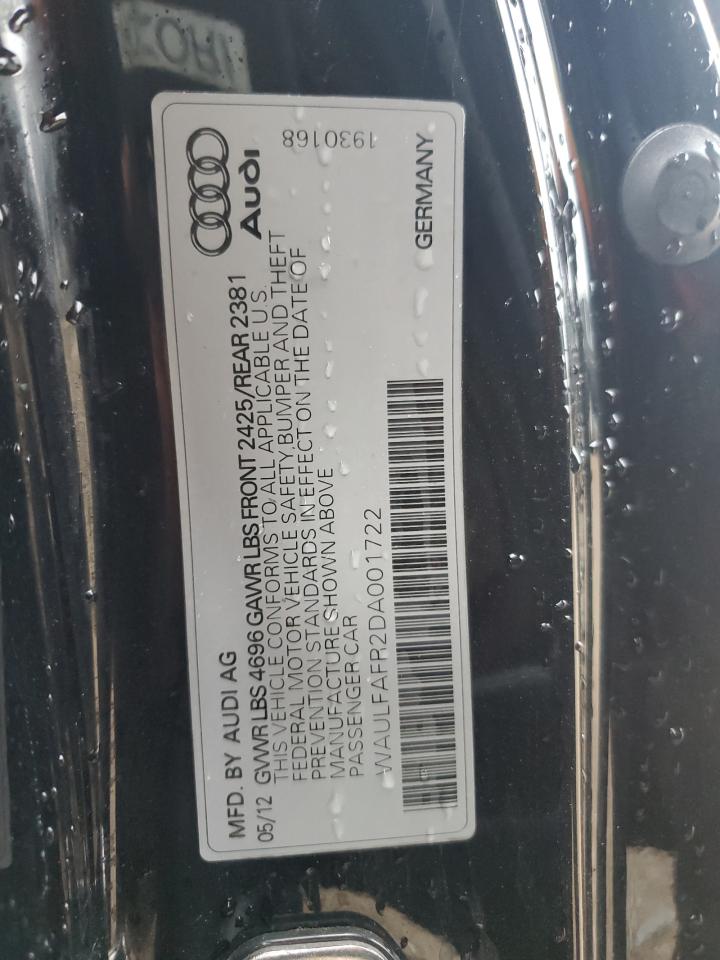 MFD. BY AUDI AG
05/12 GVWR LBS 4696 GAWR LBS FRONT 2425/REAR 2381
THIS VEHICLE CONFORMS TO ALL APPLICABLE U.S.
FEDERAL MOTOR VEHICLE SAFETY, BUMPER AND THEFT
PREVENTION STANDARDS IN EFFECT ON THE DATE OF
MANUFACTURE SHOWN ABOVE
PASSENGER CAR
WAULFAFR2DA001722
Audi
1930168
GERMANY